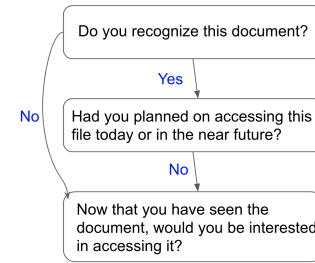 Do you recognize this document?
Yes
No
Had you planned on accessing this
file today or in the near future?
No
Now that you have seen the
document, would you be interested
in accessing it?